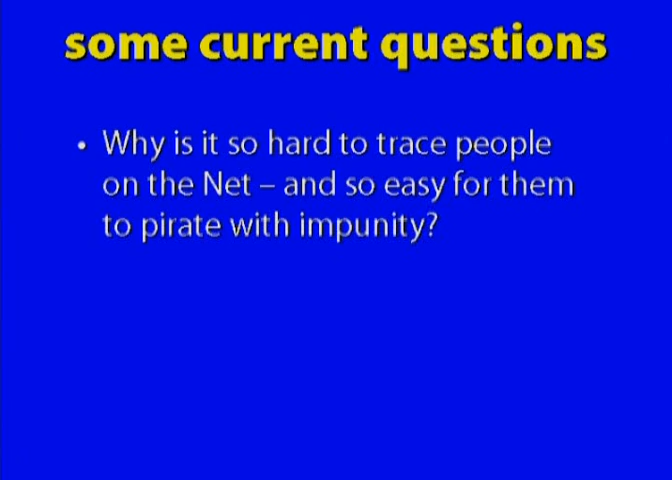 some current questions
• Why is it so hard to trace people
on the Net – and so easy for them
to pirate with impunity?